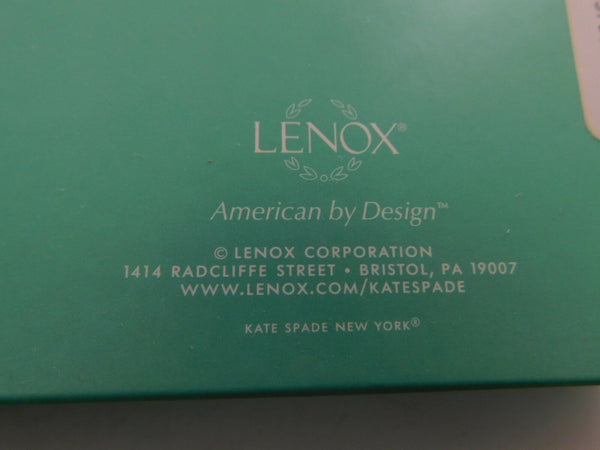 LENOX®
American by Design™
© LENOX CORPORATION
1414 RADCLIFFE STREET • BRISTOL, PA 19007
WWW.LENOX.COM/KATESPADE
KATE SPADE NEW YORK®